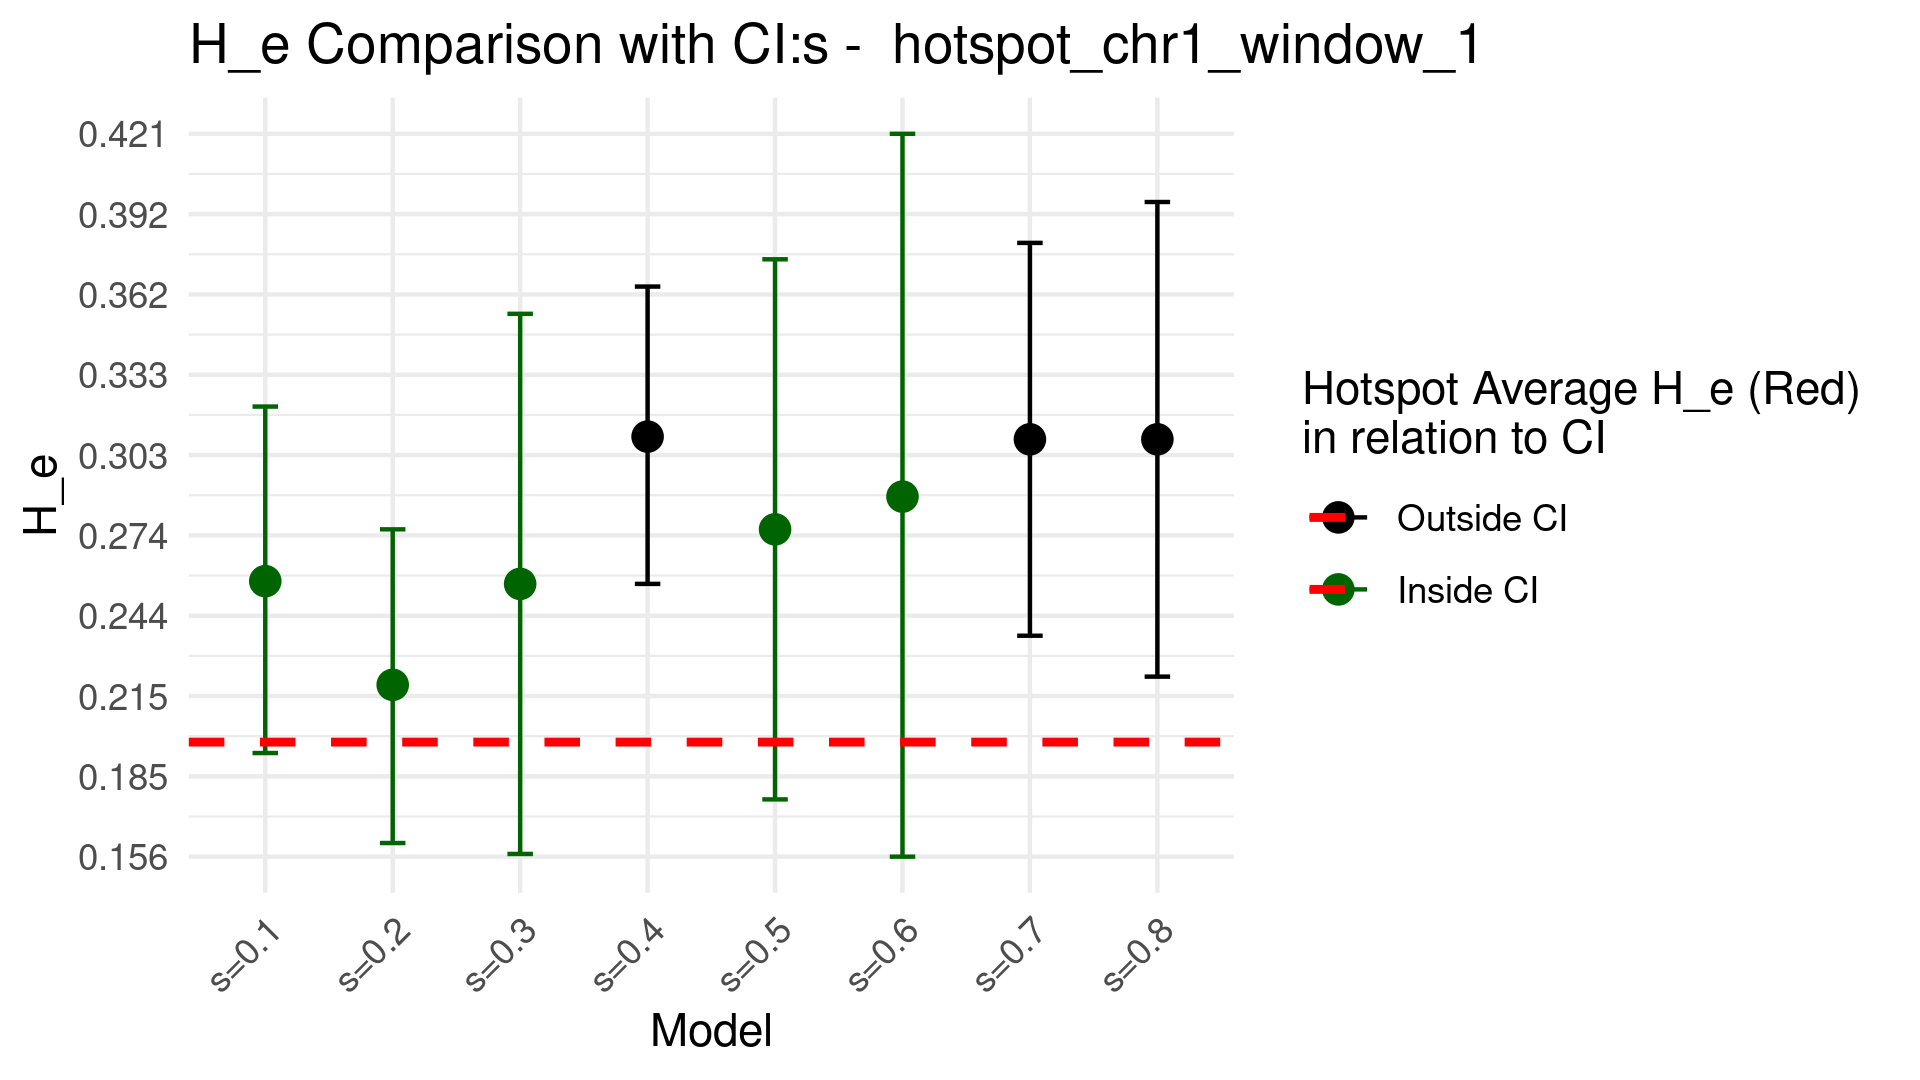 H_e Comparison with CI:s -  hotspot_chr1_window_1
0.421
0.392
0.362
0.333
0.303
0.274
0.244
0.215
0.185
0.156
H_e
s=0.1
s=0.2
s=0.3
s=0.4
s=0.5
s=0.6
s=0.7
s=0.8
Model
Hotspot Average H_e (Red)
in relation to CI
Outside CI
Inside CI